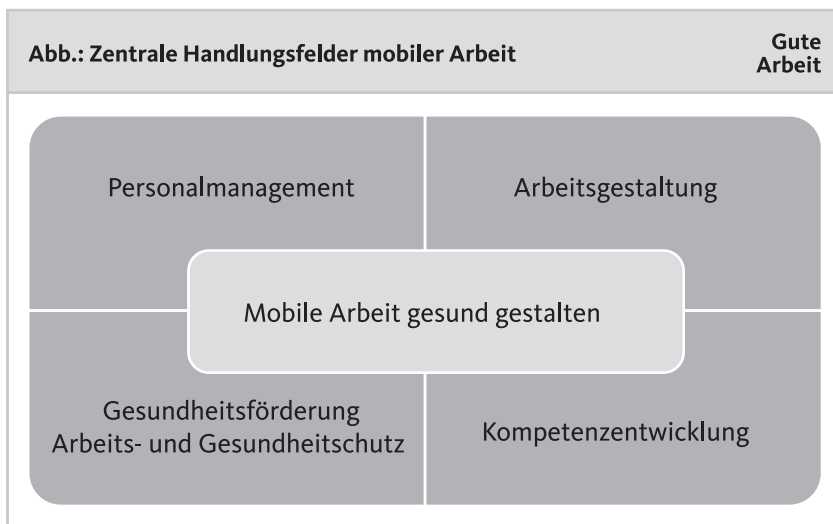 Abb.: Zentrale Handlungsfelder mobiler Arbeit
Gute
Arbeit
Personalmanagement
Arbeitsgestaltung
Mobile Arbeit gesund gestalten
Gesundheitsförderung
Arbeits- und Gesundheitschutz
Kompetenzentwicklung